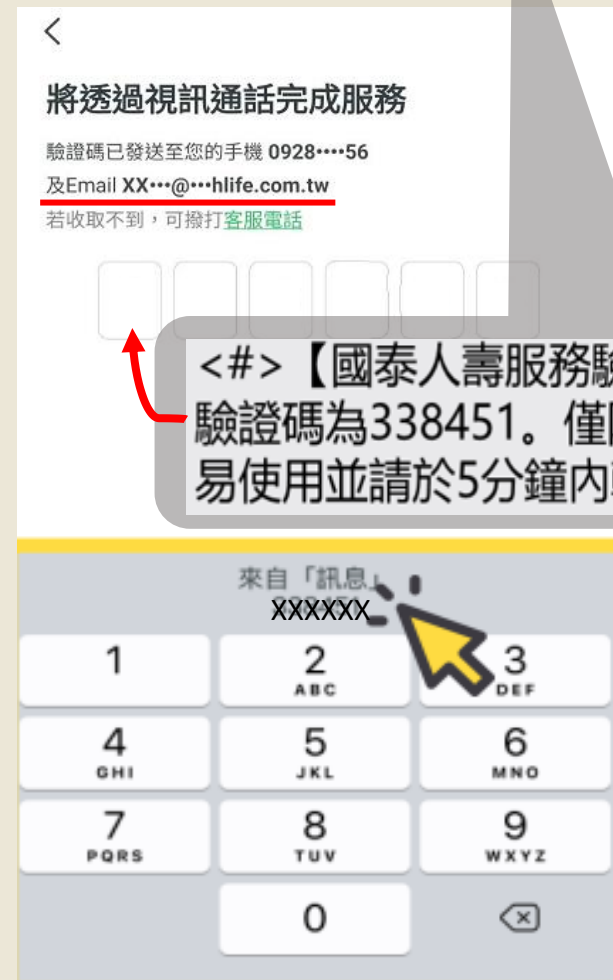 將透過視訊通話完成服務
驗證碼已發送至您的手機 0928••••56
及Email XX•••@•••hlife.com.tw
若收取不到，可撥打客服電話
<#>【國泰人壽服務驗
驗證碼為338451。僅
易使用並請於5分鐘內
來自「訊息」
XXXXXX
1
2
ABC
3
DEF
4
GHI
5
JKL
6
MNO
7
PQRS
8
TUV
9
WXYZ
0